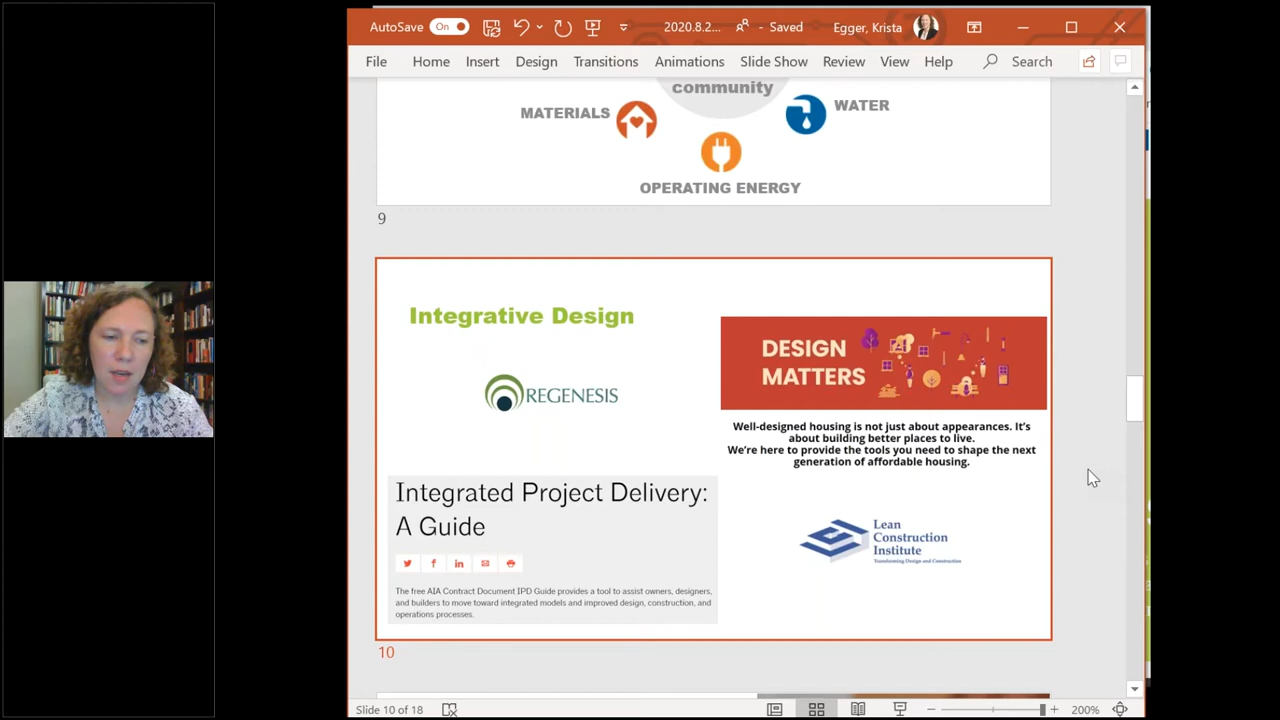 AutoSave On 2020.8.2... - Saved Egger, Krista
File Home Insert Design Transitions Animations Slide Show Review View Help Search
community
MATERIALS
WATER
OPERATING ENERGY
9
Integrative Design
REGENESIS
DESIGN
MATTERS
Well-designed housing is not just about appearances. It's
about building better places to live.
We're here to provide the tools you need to shape the next
generation of affordable housing.
Integrated Project Delivery:
A Guide
The free AIA Contract Document IPD Guide provides a tool to assist owners, designers,
and builders to move toward integrated models and improved design, construction, and
operations processes.
Lean
Construction
Institute
Transforming Design and Construction
10
Slide 10 of 18
200%